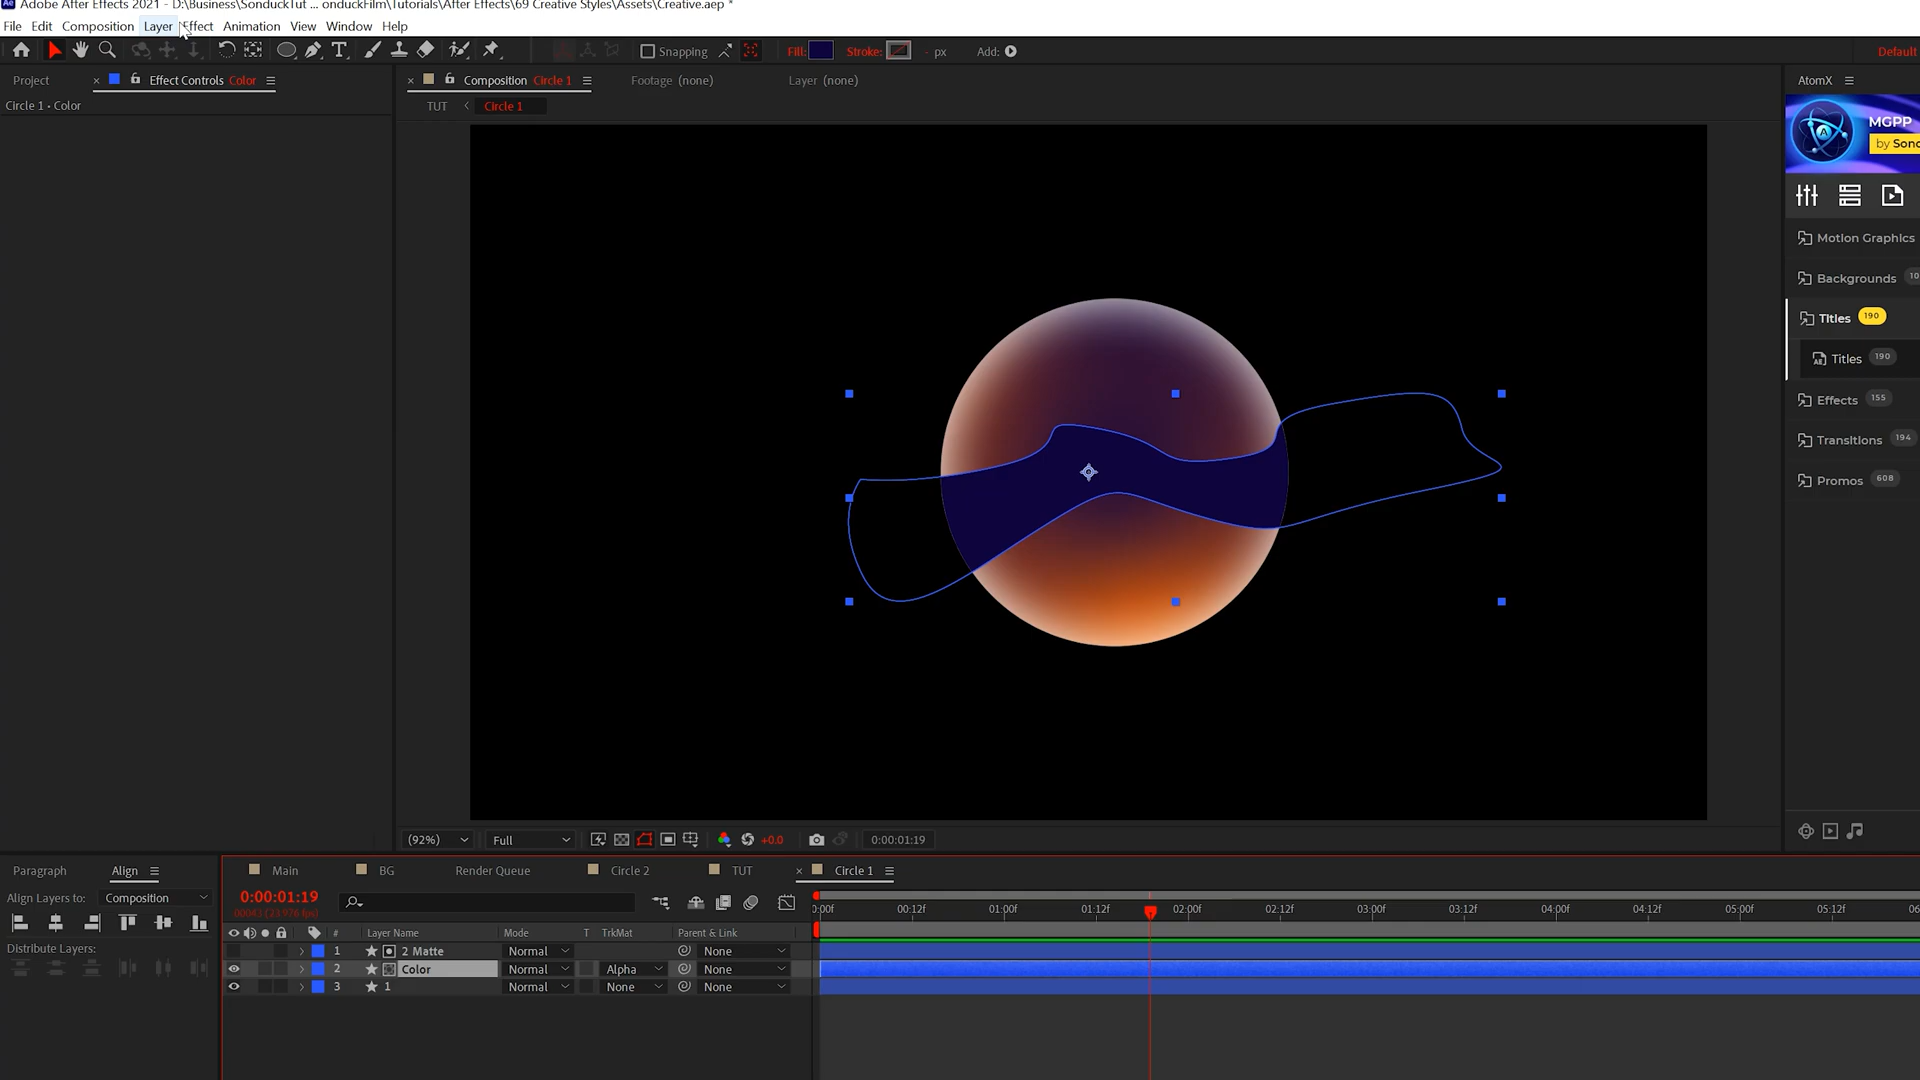 Adobe After Effects 2021 - D:\Business\SonduckTut ... onduckFilm\Tutorials\After Effects\69 Creative Styles\Assets\Creative.aep *
File Edit Composition Layer Effect Animation View Window Help
Snapping Fill: Stroke: - px Add: Default
Project Effect Controls Color Composition Circle 1 Footage (none) Layer (none) AtomX
Circle 1 • Color TUT < Circle 1
MGPP
by Sond
Motion Graphics
Backgrounds 10
Titles 190
Titles 190
Effects 155
Transitions 194
Promos 608
(92%) Full +0.0 0:00:01:19
Paragraph Align Main BG Render Queue Circle 2 TUT Circle 1
Align Layers to: Composition 0:00:01:19
00043 (23.976 fps)
0:00f 00:12f 01:00f 01:12f 02:00f 02:12f 03:00f 03:12f 04:00f 04:12f 05:00f 05:12f 06
# Layer Name Mode T TrkMat Parent & Link
Distribute Layers:
1 2 Matte Normal None
2 Color Normal Alpha None
3 1 Normal None None